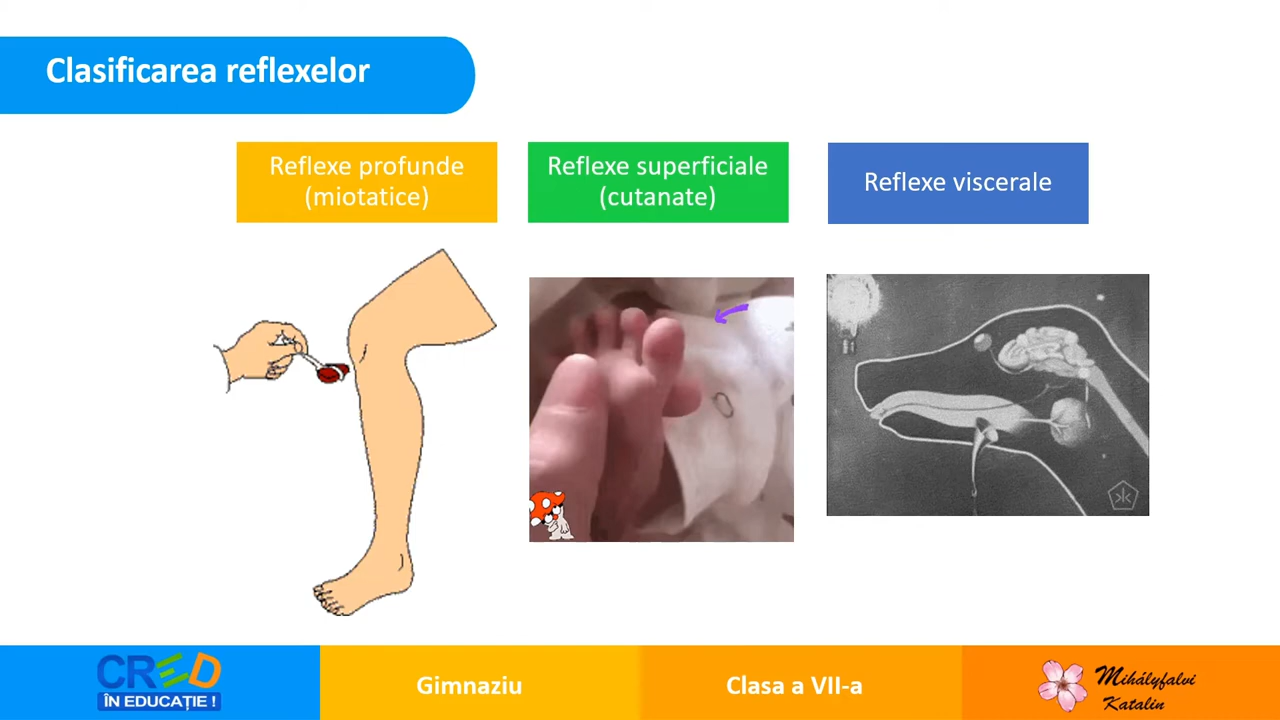 Clasificarea reflexelor
Reflexe profunde
(miotatice)
Reflexe superficiale
(cutanate)
Reflexe viscerale
CRED
ÎN EDUCAȚIE !
Gimnaziu
Clasa a VII-a
Mihályfalvi
Katalin